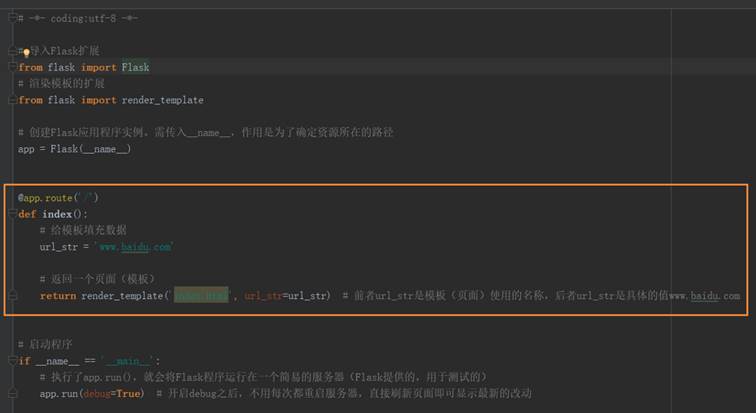 # -*- coding:utf-8 -*-
# 导入Flask扩展
from flask import Flask
# 渲染模板的扩展
from flask import render_template
# 创建Flask应用程序实例。需传入__name__，作用是为了确定资源所在的路径
app = Flask(__name__)
@app.route('/')
def index():
# 给模板填充数据
url_str = 'www.baidu.com'
# 返回一个页面（模板）
return render_template('index.html', url_str=url_str) # 前者url_str是模板（页面）使用的名称，后者url_str是具体的值www.baidu.com
# 启动程序
if __name__ == '__main__':
# 执行了app.run()，就会将Flask程序运行在一个简易的服务器（Flask提供的，用于测试的）
app.run(debug=True) # 开启debug之后，不用每次都重启服务器，直接刷新页面即可显示最新的改动